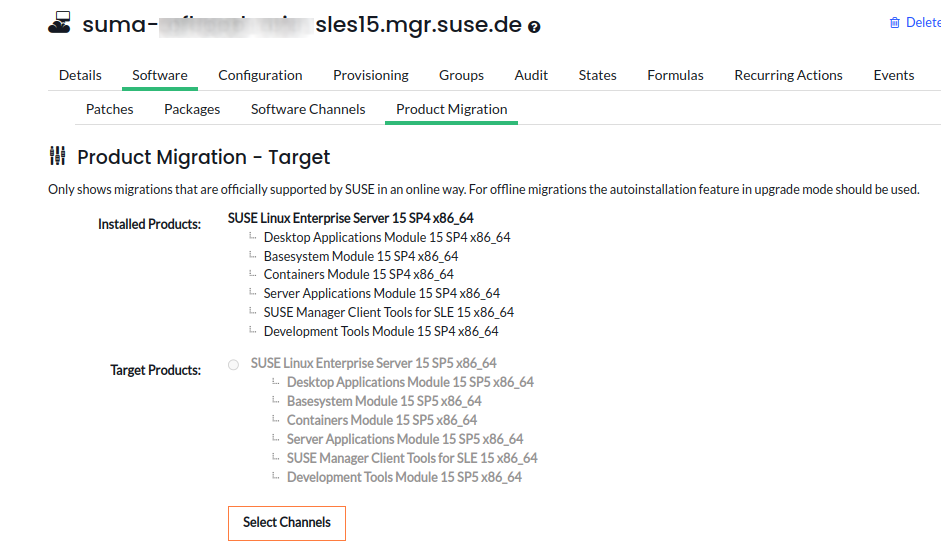 suma- sles15.mgr.suse.de ?
Delete
Details Software Configuration Provisioning Groups Audit States Formulas Recurring Actions Events
Patches Packages Software Channels Product Migration
Product Migration - Target
Only shows migrations that are officially supported by SUSE in an online way. For offline migrations the autoinstallation feature in upgrade mode should be used.
Installed Products: SUSE Linux Enterprise Server 15 SP4 x86_64
Desktop Applications Module 15 SP4 x86_64
Basesystem Module 15 SP4 x86_64
Containers Module 15 SP4 x86_64
Server Applications Module 15 SP4 x86_64
SUSE Manager Client Tools for SLE 15 x86_64
Development Tools Module 15 SP4 x86_64
Target Products: SUSE Linux Enterprise Server 15 SP5 x86_64
Desktop Applications Module 15 SP5 x86_64
Basesystem Module 15 SP5 x86_64
Containers Module 15 SP5 x86_64
Server Applications Module 15 SP5 x86_64
SUSE Manager Client Tools for SLE 15 x86_64
Development Tools Module 15 SP5 x86_64
Select Channels